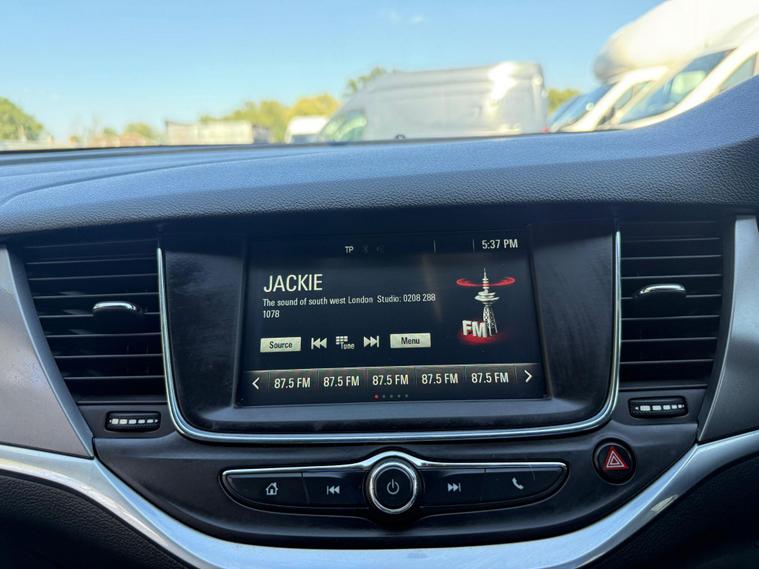 TP
5:37 PM
JACKIE
The sound of south west London Studio: 0208 288
1078
FM
Source
Tune
Menu
87.5 FM 87.5 FM 87.5 FM 87.5 FM 87.5 FM